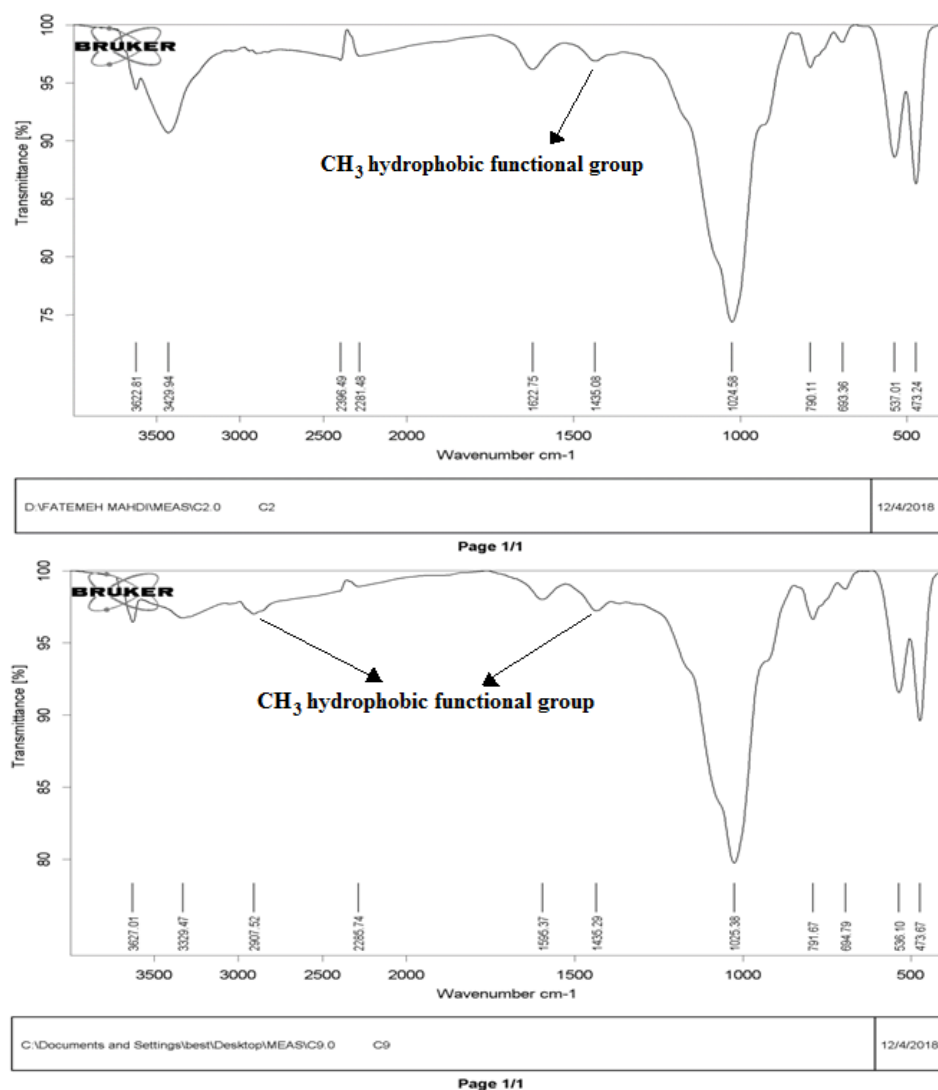 BRUKER
100
95
90
85
80
75
Transmittance [%]
CH3 hydrophobic functional group
3622.81
3429.94
2396.49
2281.48
1622.75
1435.08
1024.58
790.11
693.36
537.01
473.24
3500 3000 2500 2000 1500 1000 500
Wavenumber cm-1
D:\FATEMEH MAHDI\MEAS\C2.0 C2 12/4/2018
Page 1/1
BRUKER
100
95
90
85
80
Transmittance [%]
CH3 hydrophobic functional group
3627.01
3329.47
2907.52
2285.74
1595.37
1435.29
1025.38
791.67
694.79
536.10
473.67
3500 3000 2500 2000 1500 1000 500
Wavenumber cm-1
C:\Documents and Settings\best\Desktop\MEAS\C9.0 C9 12/4/2018
Page 1/1